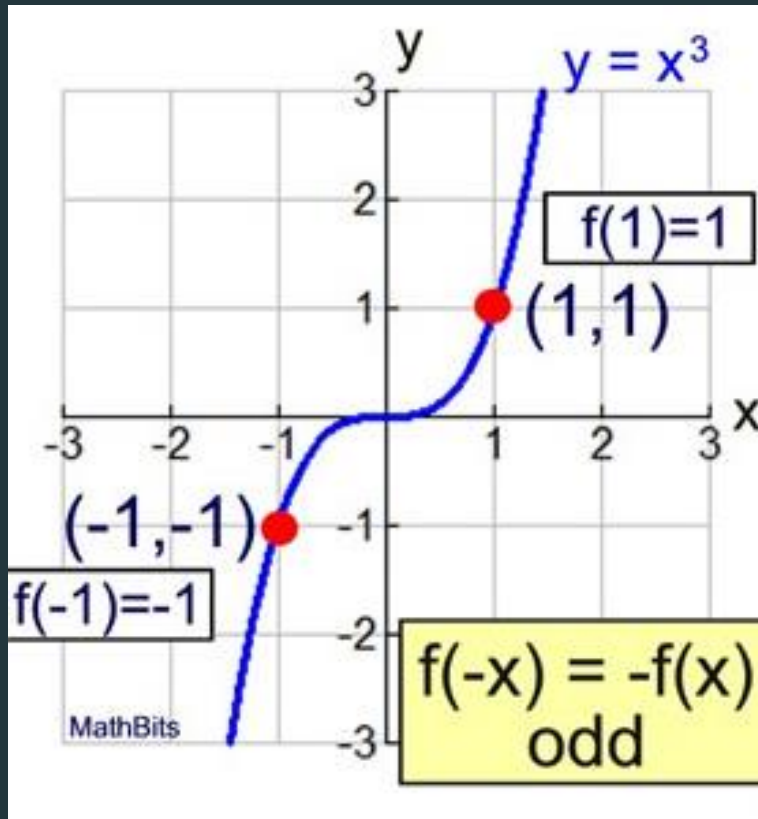 y
y = x³
3
2
f(1)=1
1
(1,1)
x
-3 -2 -1 1 2 3
(-1,-1)
-1
f(-1)=-1
-2
f(-x) = -f(x)
odd
MathBits
-3